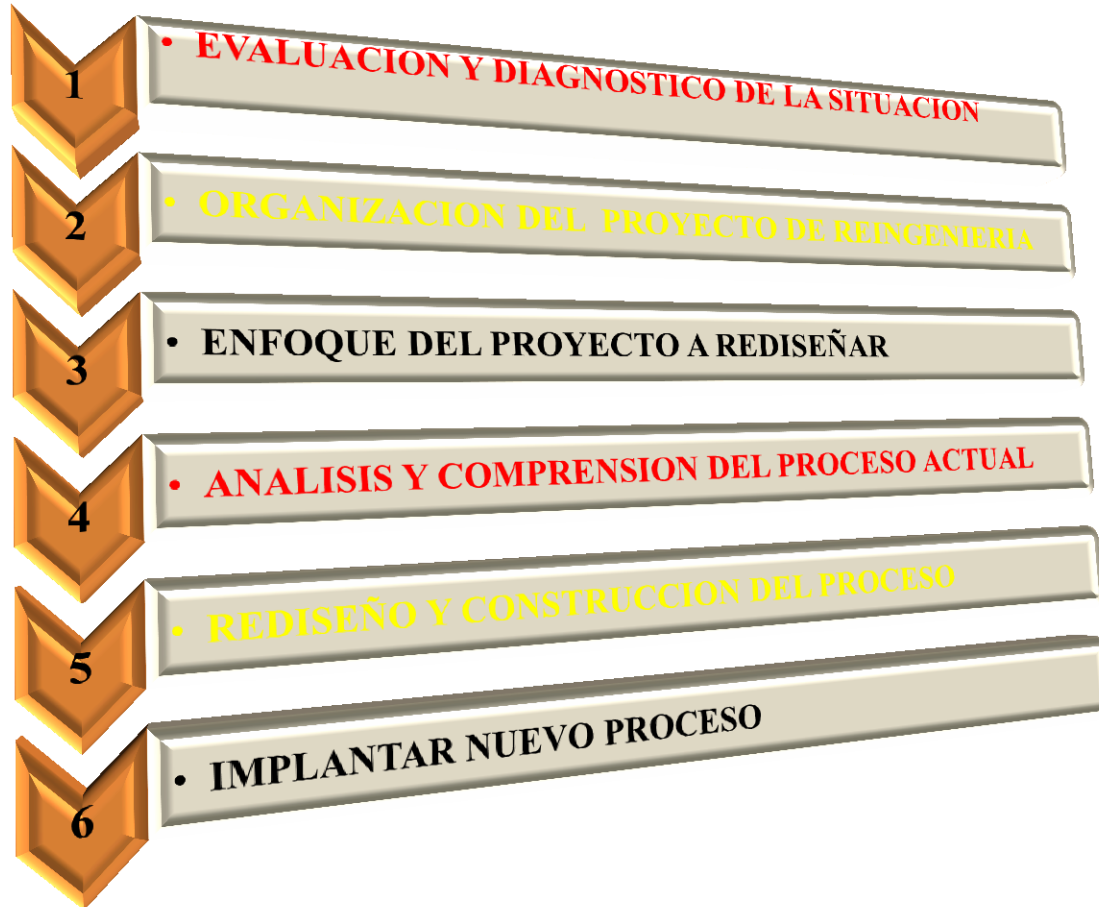 1
• EVALUACION Y DIAGNOSTICO DE LA SITUACION
2
• ORGANIZACION DEL PROYECTO DE REINGENIERIA
3
• ENFOQUE DEL PROYECTO A REDISEÑAR
4
• ANALISIS Y COMPRENSION DEL PROCESO ACTUAL
5
• REDISEÑO Y CONSTRUCCION DEL PROCESO
6
• IMPLANTAR NUEVO PROCESO